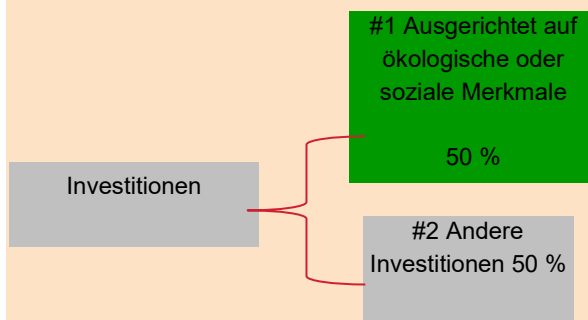 #1 Ausgerichtet auf
ökologische oder
soziale Merkmale
50 %
Investitionen
#2 Andere
Investitionen 50 %